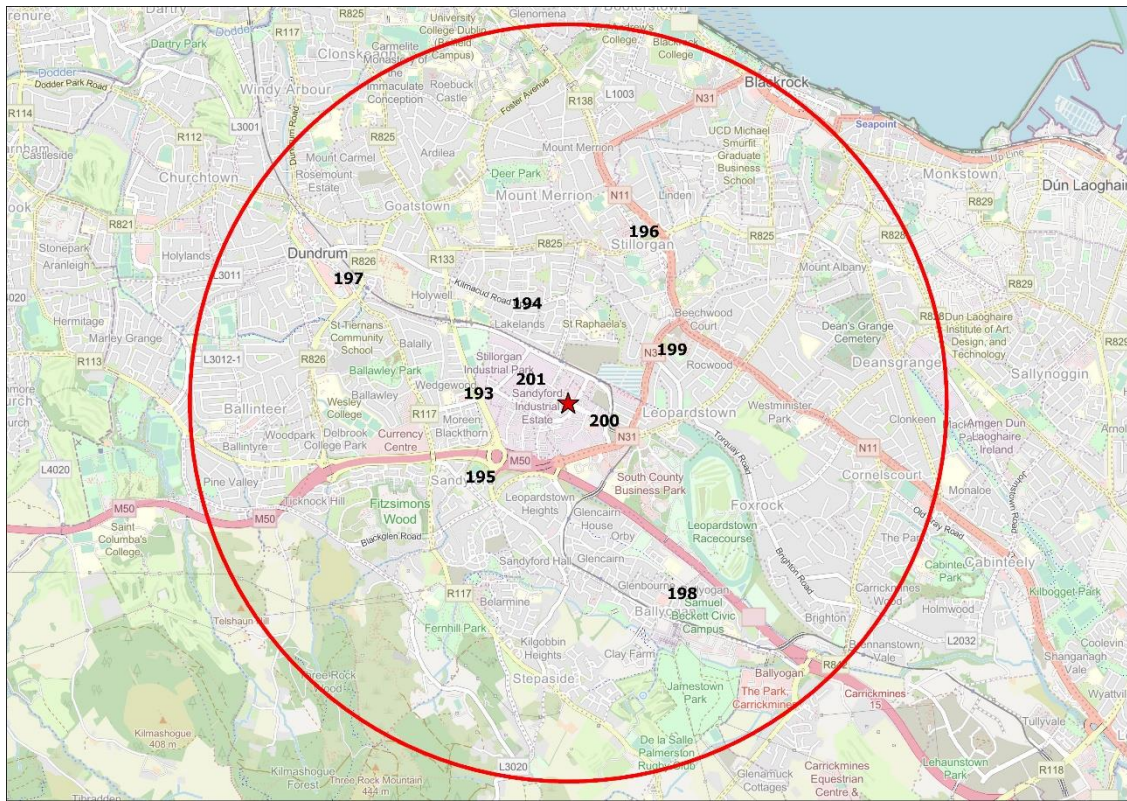 Dartry
R825
University
College Dublin
(Belfield
Campus)
Glenomena
College
R117
Clonskeagh
Dartry Park
Dodder
Carmelite
Monastery of
the
Immaculate
Conception
Roebuck
Castle
Foster Avenue
Blackrock
College
Dodder Park Road
Windy Arbour
R138
L1003
N31
Blackrock
R114
R112
L3001
Dundrum Road
R825
Seapoint
Castleside
Mount Carmel
Rosemount
Estate
Ardilea
Mount Merrion
UCD Michael
Smurfit
Graduate
Business
School
Up Line
Churchtown
Deer Park
Monkstown
Goatstown
Mount Merrion
N11
Linden
R829
Dún Laoghaire
R821
196
R828
Stonepark
Aranleigh
Holylands
Dundrum
R826
R133
R825
Stillorgan
R825
Mount Albany
L3011
197
Holywell
Kilmacud Road
194
Lakelands
St Raphaela's
Beechwood
Court
R829
Hermitage
Marley Grange
St-Tiernans
Community
School
Balally
Dean's Grange
Cemetery
R828
Dún Laoghaire
Institute of Art,
Design, and
Technology
R113
L3012-1
R826
Stillorgan
Industrial Park
199
Rocwood
Deansgrange
R829
Ballawley Park
Wedgewood
201
Sallynoggin
Ballinteer
Wesley
College
Ballawley
193
Sandyford
Industrial
Estate
Leopardstown
Westminster
Park
Clonkeen
R117
Moreen
Blackthorn
200
Woodpark
Delbrook
College Park
Ballintyre
Currency
Centre
N31
Torquay Road
N11
Amgen Dun
Laoghaire
Ireland
L4020
M50
Cornelscourt
Pine Valley
195
South County
Business Park
Monaloe
Johnstown Road
Ticknock Hill
Fitzsimons
Wood
Leopardstown
Heights
Foxrock
M50
M50
Glencairn
House
Orby
Leopardstown
Racecourse
Old Bray Road
Saint
Columba's
College
Blackglen Road
The Park
Cabinteely
Sandyford Hall
Glencairn
Brighton Road
Kilbogget Park
R117
Belarmine
Glenbourne
198
Carrickmines
Wood
Holmwood
Samuel
Beckett Civic
Campus
Brighton
L2032
Fernhill Park
Kilgobbin
Heights
Clay Farm
Brennanstown
Vale
Shanganagh
Vale
Stepaside
Ballyogan
Jamestown
Park
The Park,
Carrickmines
Carrickmines
15
Tullyvale
Kilmashogue
408 m
De la Salle
Palmerston
Rugby Club
Lehaunstown
Park
R118
Kilmashogue
Forest
Three Rock Mountain
444 m
L3020
Glenamuck
Cottages
Carrickmines
Equestrian
Centre &
Tibradden